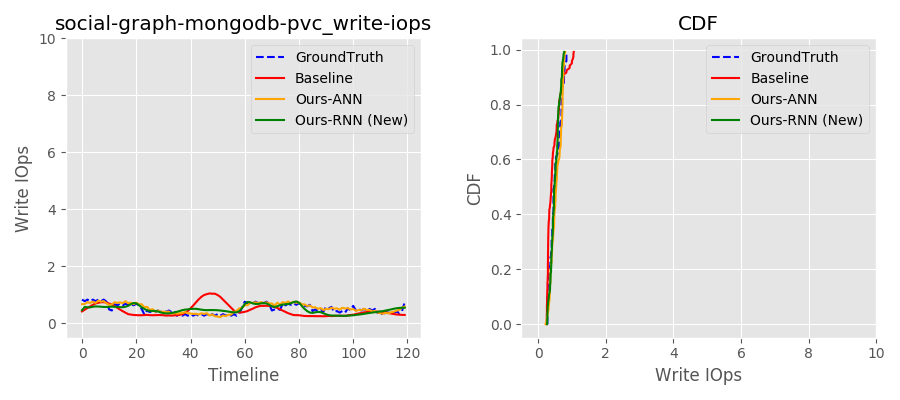 social-graph-mongodb-pvc_write-iops
10
8
6
4
2
0
Write IOps
0 20 40 60 80 100 120
Timeline
GroundTruth
Baseline
Ours-ANN
Ours-RNN (New)
CDF
1.0
0.8
0.6
0.4
0.2
0.0
CDF
0 2 4 6 8 10
Write IOps
GroundTruth
Baseline
Ours-ANN
Ours-RNN (New)